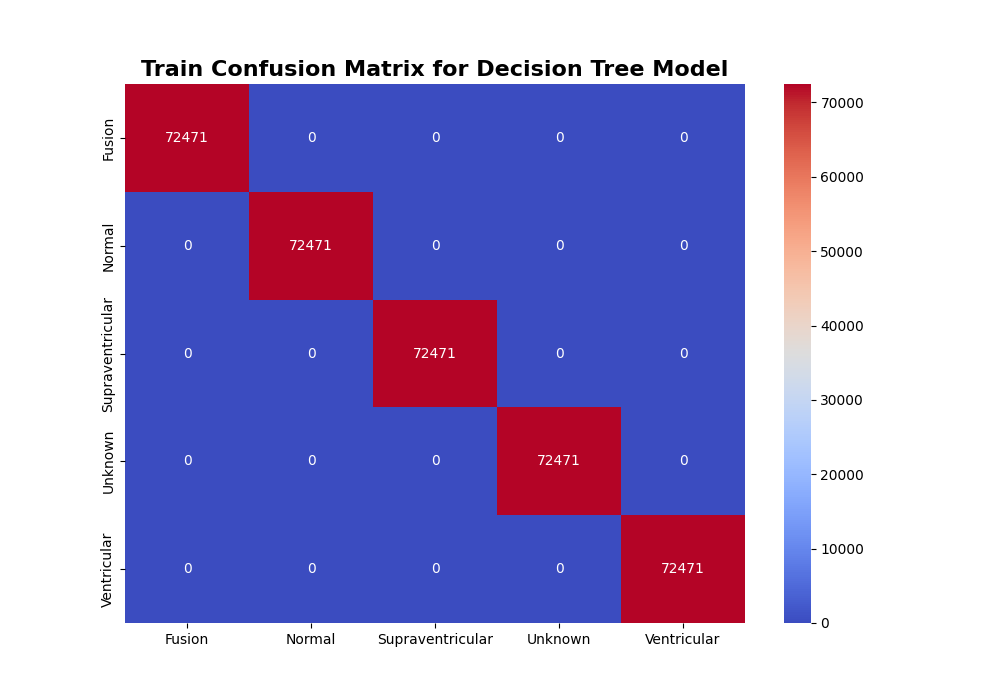 Train Confusion Matrix for Decision Tree Model
Fusion 72471 0 0 0 0
Normal 0 72471 0 0 0
Supraventricular 0 0 72471 0 0
Unknown 0 0 0 72471 0
Ventricular 0 0 0 0 72471
Fusion Normal Supraventricular Unknown Ventricular
70000
60000
50000
40000
30000
20000
10000
0